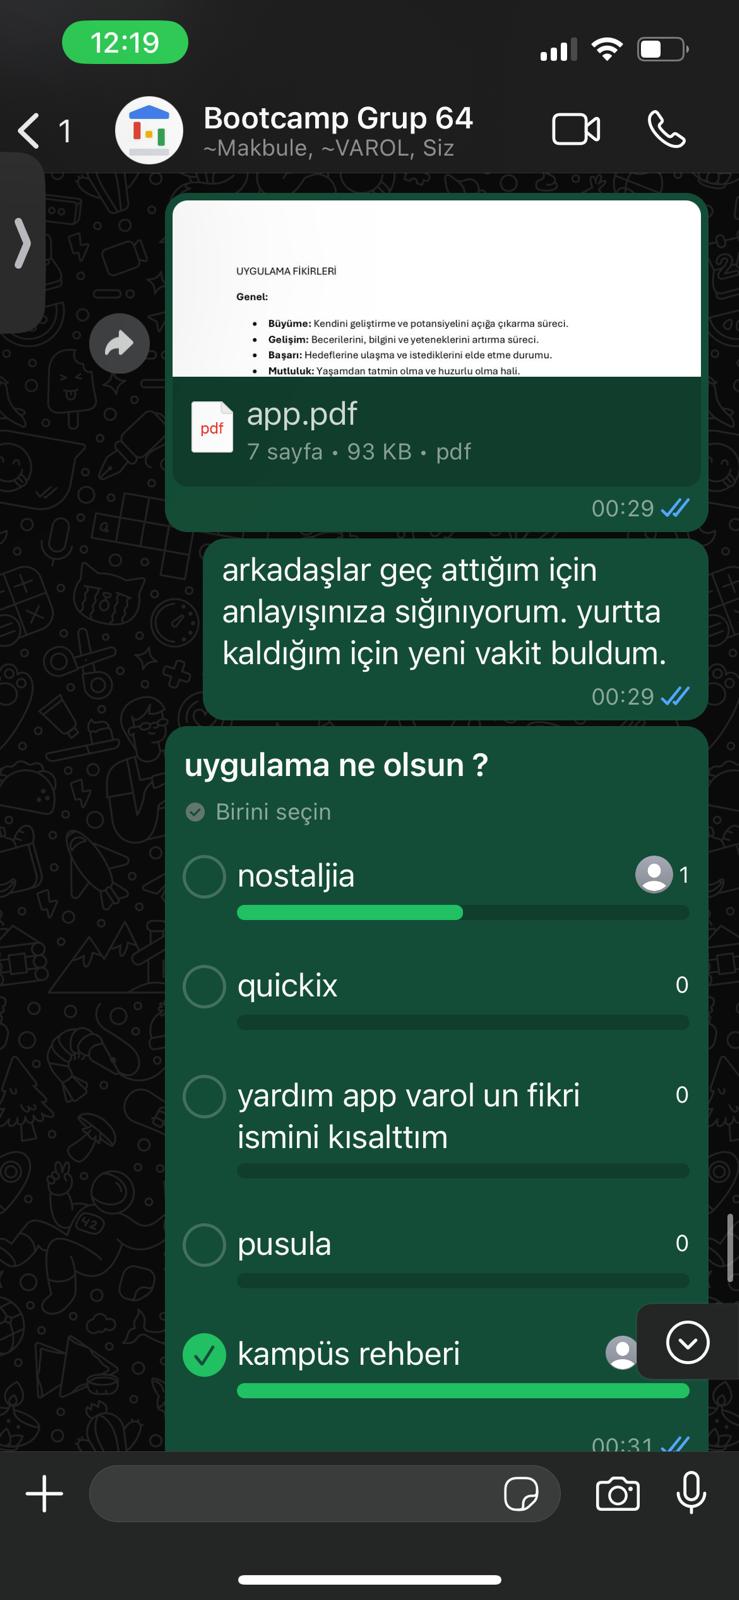 12:19
1
Bootcamp Grup 64
~Makbule, ~VAROL, Siz
UYGULAMA FİKİRLERİ
Genel:
• Büyüme: Kendini geliştirme ve potansiyelini açığa çıkarma süreci.
• Gelişim: Becerilerini, bilgini ve yeteneklerini artırma süreci.
• Başarı: Hedeflerine ulaşma ve istediklerini elde etme durumu.
• Mutluluk: Yaşamdan tatmin olma ve huzurlu olma hali.
pdf
app.pdf
7 sayfa • 93 KB • pdf
00:29
arkadaşlar geç attığım için
anlayışınıza sığınıyorum. yurtta
kaldığım için yeni vakit buldum.
00:29
uygulama ne olsun ?
Birini seçin
nostaljia 1
quickix 0
yardım app varol un fikri 0
ismini kısalttım
pusula 0
kampüs rehberi
00:31